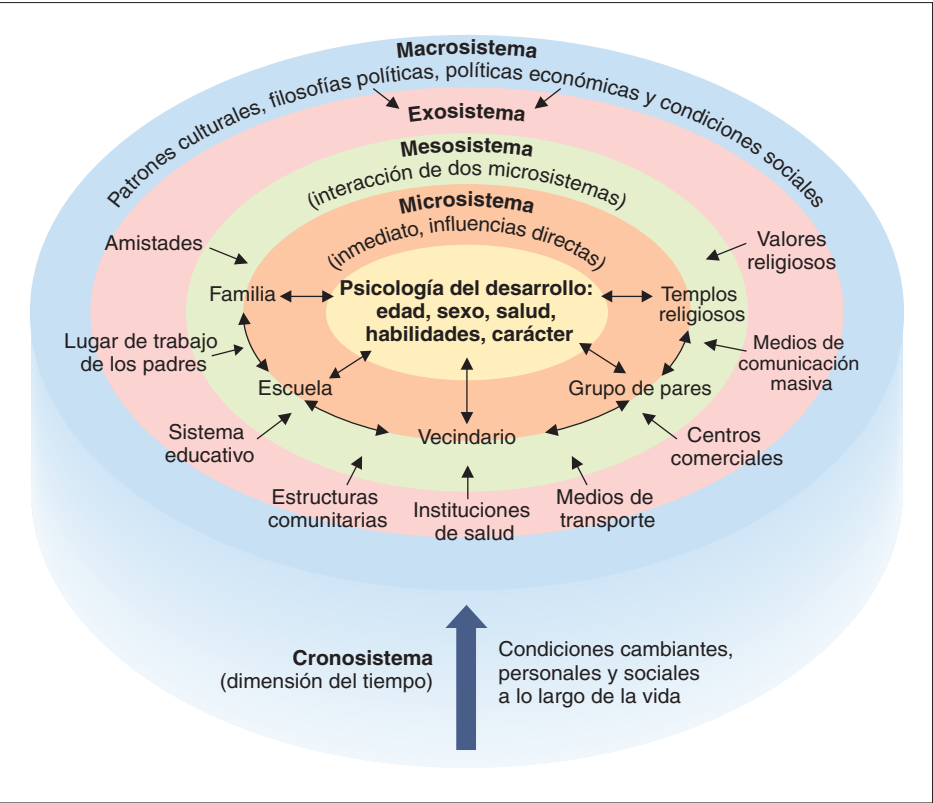 Macrosistema
Patrones culturales, filosofías políticas, políticas económicas y condiciones sociales
Exosistema
Mesosistema
(interacción de dos microsistemas)
Microsistema
(inmediato, influencias directas)
Psicología del desarrollo:
edad, sexo, salud,
habilidades, carácter
Amistades
Valores
religiosos
Familia
Templos
religiosos
Lugar de trabajo
de los padres
Medios de
comunicación
masiva
Escuela
Grupo de pares
Sistema
educativo
Vecindario
Centros
comerciales
Estructuras
comunitarias
Instituciones
de salud
Medios de
transporte
Cronosistema
(dimensión del tiempo)
Condiciones cambiantes,
personales y sociales
a lo largo de la vida